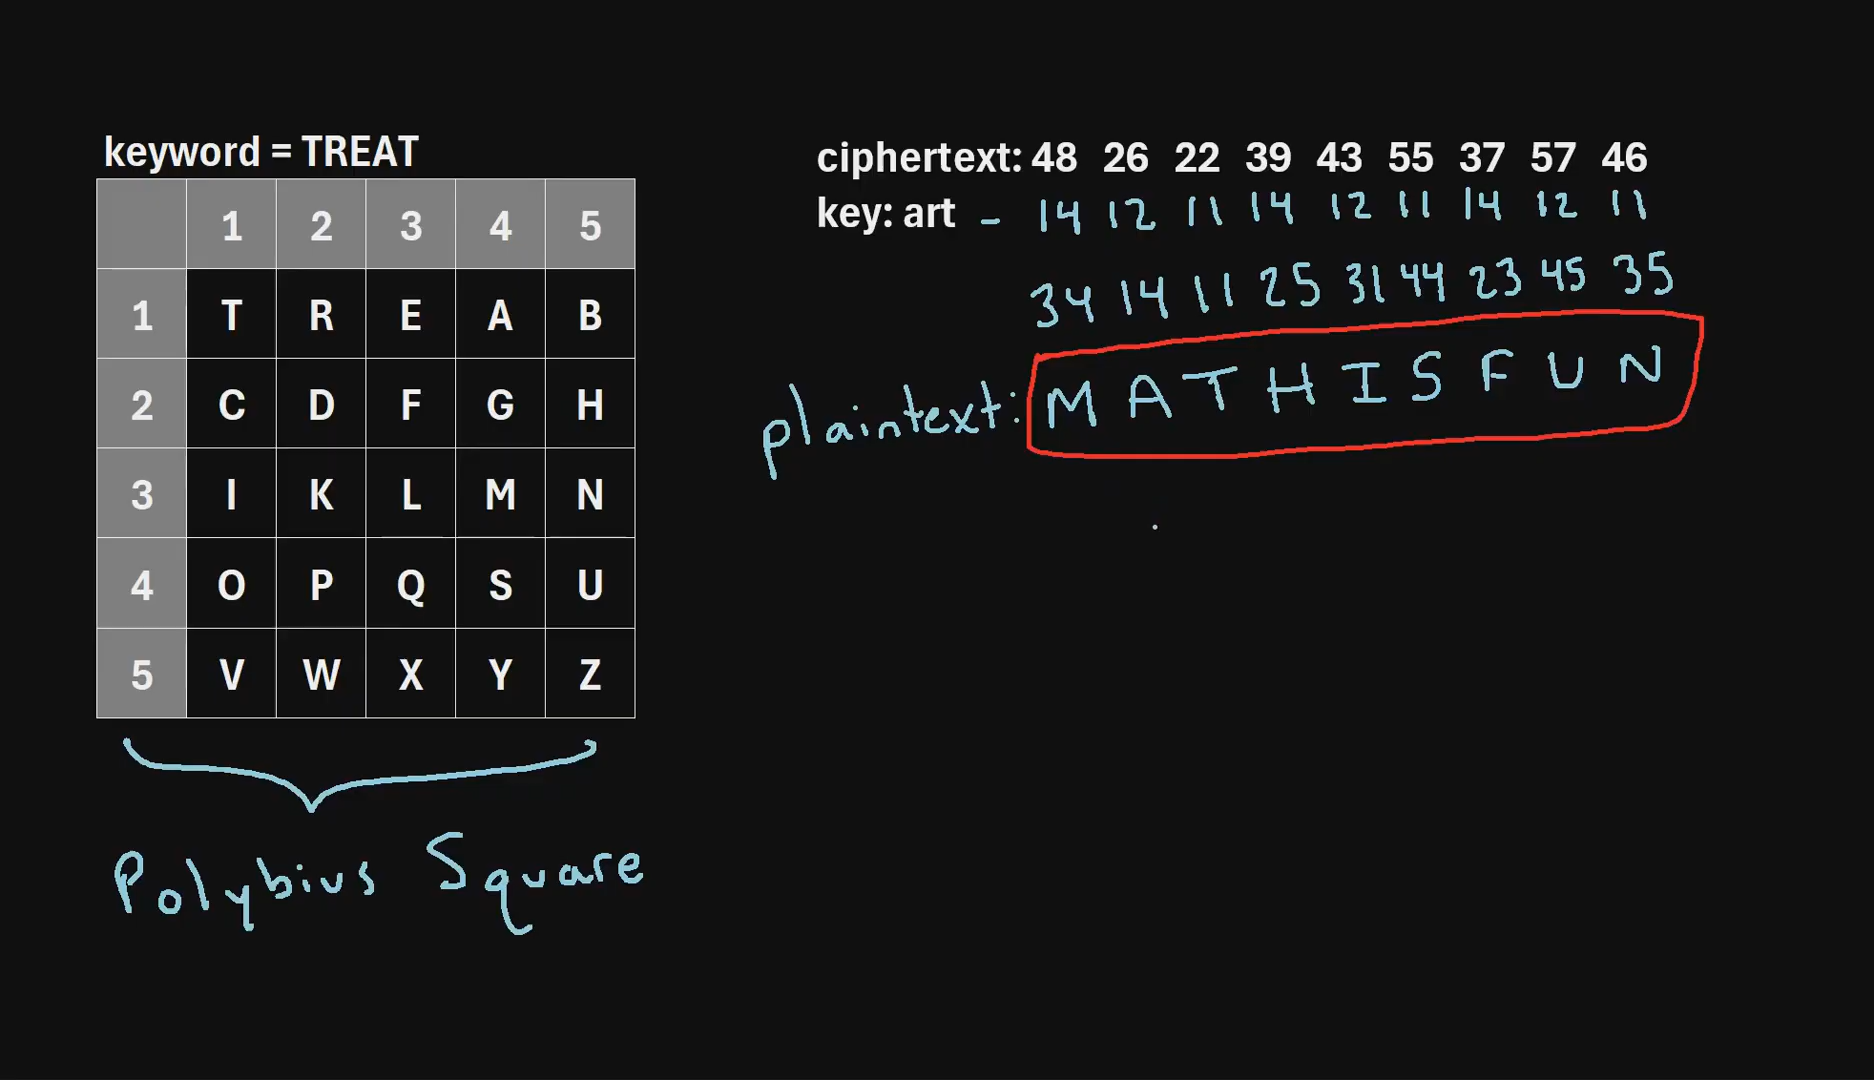 keyword = TREAT
1 2 3 4 5
1 T R E A B
2 C D F G H
3 I K L M N
4 O P Q S U
5 V W X Y Z
Polybius Square
ciphertext: 48 26 22 39 43 55 37 57 46
key: art - 14 12 11 14 12 11 14 12 11
34 14 11 25 31 44 23 45 35
plaintext: M A T H I S F U N